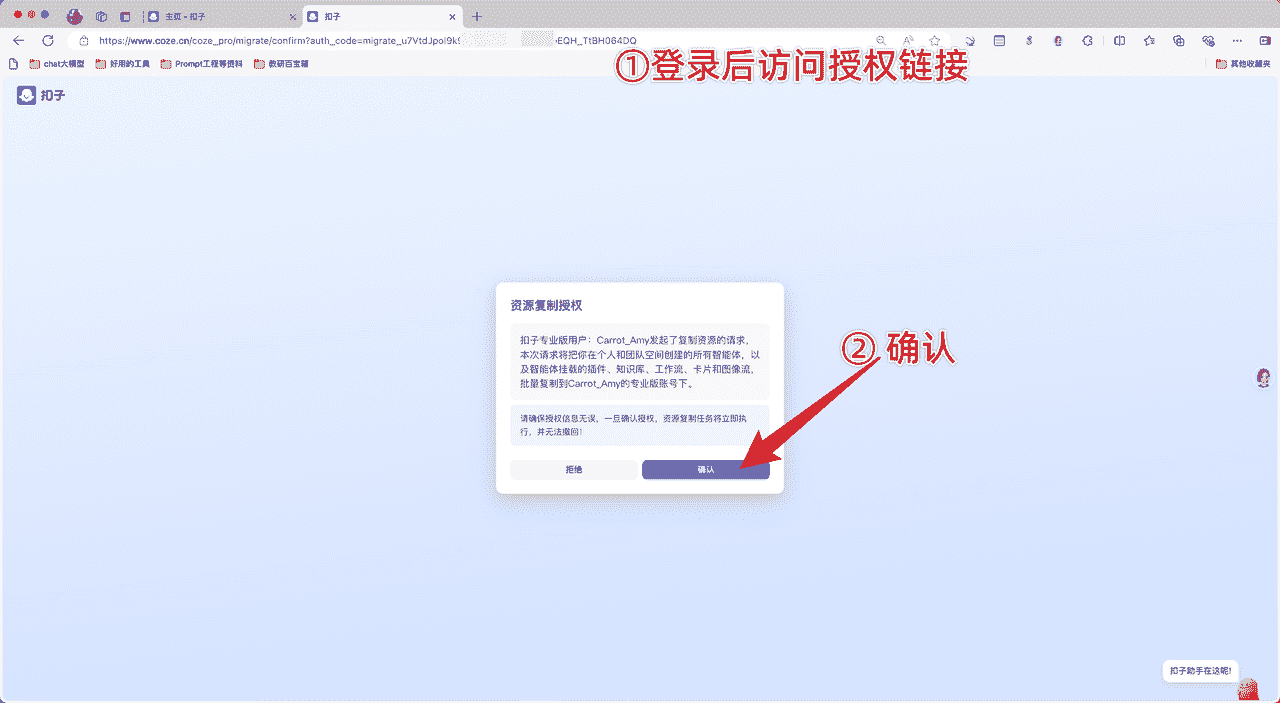 主页 - 扣子
扣子
https://www.coze.cn/coze_pro/migrate/confirm?auth_code=migrate_u7VtdJpol9k9
EQH_TtBH064DQ
chat大模型
好用的工具
Prompt工程等资料
教研百宝箱
其他收藏夹
①登录后访问授权链接
扣子
资源复制授权
扣子专业版用户：Carrot_Amy发起了复制资源的请求，
本次请求将把你在个人和团队空间创建的所有智能体，以
及智能体挂载的插件、知识库、工作流、卡片和图像流，
批量复制到Carrot_Amy的专业版账号下。
② 确认
请确保授权信息无误，一旦确认授权，资源复制任务将立即执
行，并无法撤回！
拒绝
确认
扣子助手在这呢!